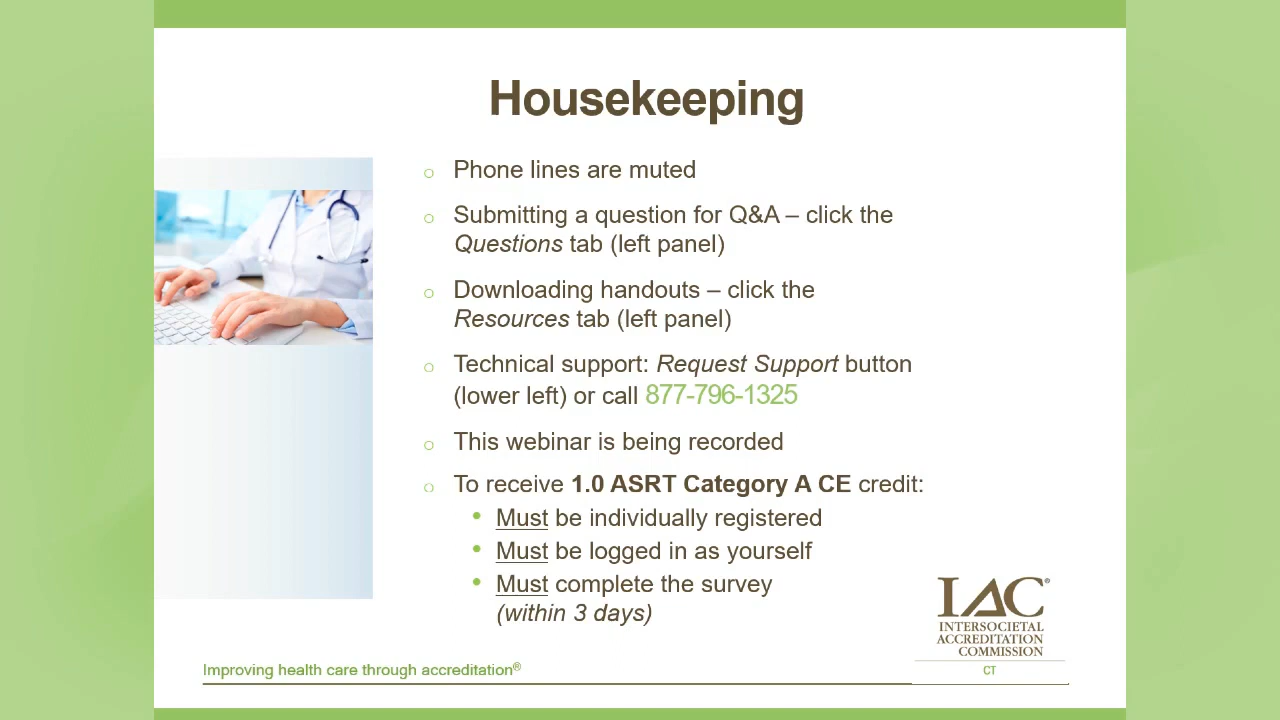 Housekeeping
o Phone lines are muted
o Submitting a question for Q&A – click the
Questions tab (left panel)
o Downloading handouts – click the
Resources tab (left panel)
o Technical support: Request Support button
(lower left) or call 877-796-1325
o This webinar is being recorded
o To receive 1.0 ASRT Category A CE credit:
• Must be individually registered
• Must be logged in as yourself
• Must complete the survey
(within 3 days)
IAC®
INTERSOCIETAL
ACCREDITATION
COMMISSION
CT
Improving health care through accreditation®